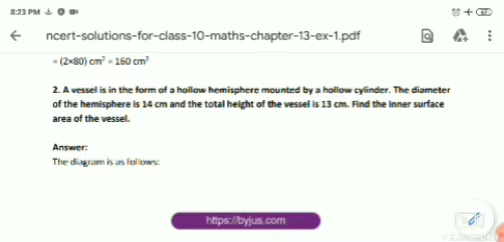 8:23 PM
ncert-solutions-for-class-10-maths-chapter-13-ex-1.pdf
= (2×80) cm² = 160 cm²
2. A vessel is in the form of a hollow hemisphere mounted by a hollow cylinder. The diameter
of the hemisphere is 14 cm and the total height of the vessel is 13 cm. Find the inner surface
area of the vessel.
Answer:
The diagram is as follows:
https://byjus.com